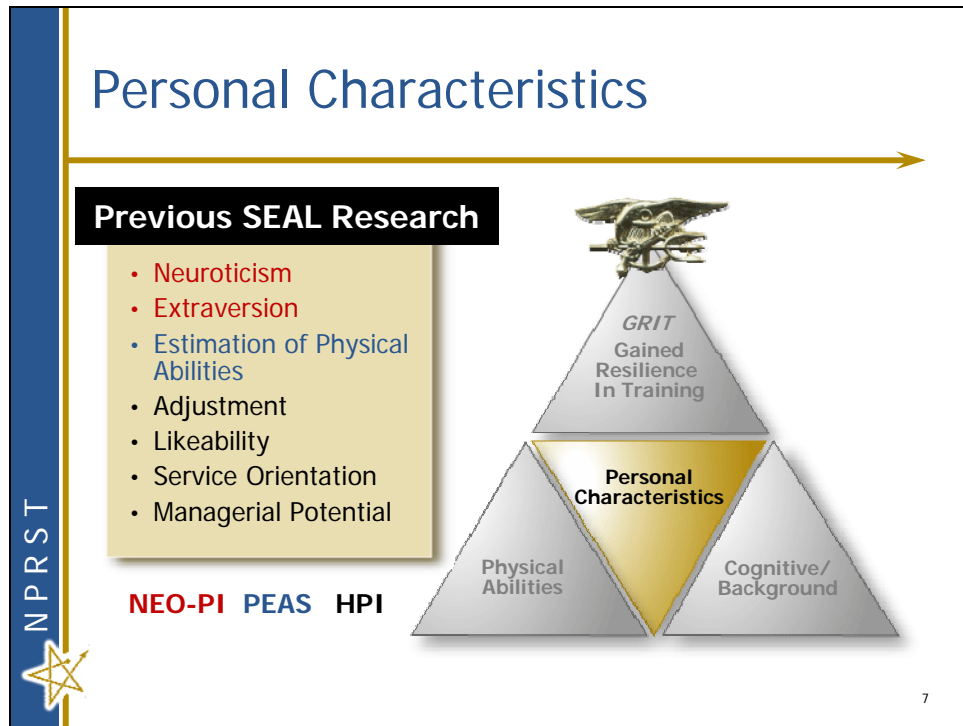 Personal Characteristics
Previous SEAL Research
• Neuroticism
• Extraversion
• Estimation of Physical
Abilities
• Adjustment
• Likeability
• Service Orientation
• Managerial Potential
NEO-PI PEAS HPI
GRIT
Gained
Resilience
In Training
Personal
Characteristics
Physical
Abilities
Cognitive/
Background
NPRST
7